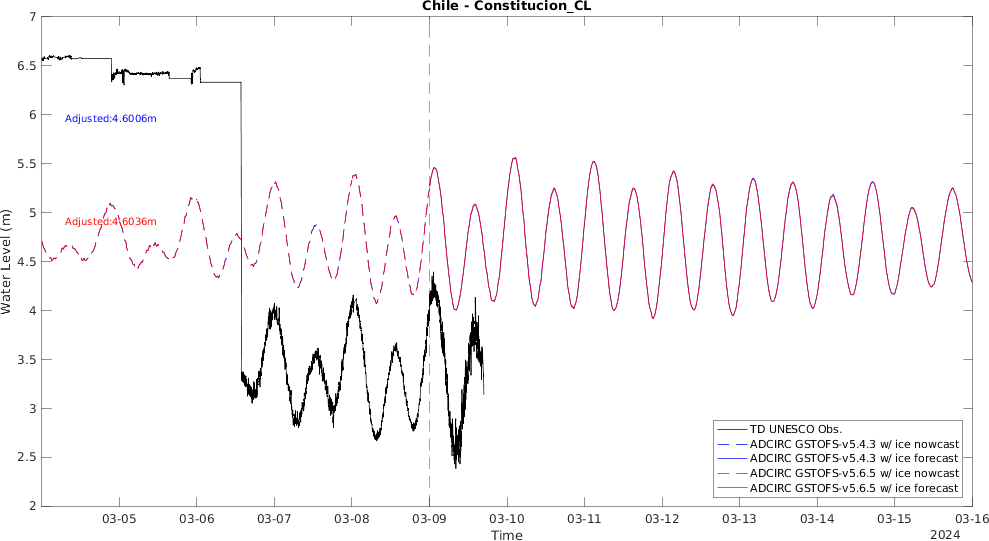 Chile - Constitucion_CL
7
6.5
6
5.5
5
4.5
4
3.5
3
2.5
2
Water Level (m)
Adjusted:4.6006m
Adjusted:4.6036m
TD UNESCO Obs.
ADCIRC GSTOFS-v5.4.3 w/ ice nowcast
ADCIRC GSTOFS-v5.4.3 w/ ice forecast
ADCIRC GSTOFS-v5.6.5 w/ ice nowcast
ADCIRC GSTOFS-v5.6.5 w/ ice forecast
03-05 03-06 03-07 03-08 03-09 03-10 03-11 03-12 03-13 03-14 03-15 03-16
Time
2024